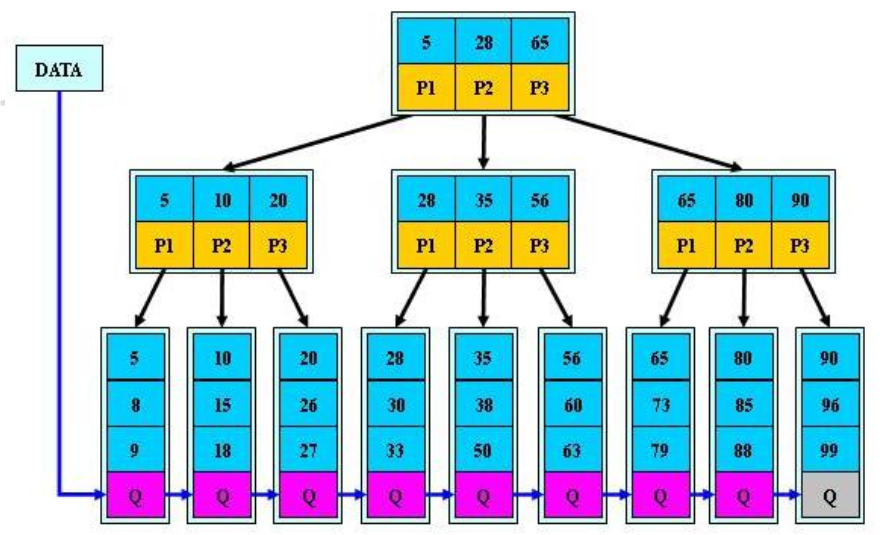 5 28 65
DATA
P1 P2 P3
5 10 20
28 35 56
65 80 90
P1 P2 P3
P1 P2 P3
P1 P2 P3
5 10 20 28 35 56 65 80 90
8 15 26 30 38 60 73 85 96
9 18 27 33 50 63 79 88 99
Q Q Q Q Q Q Q Q Q